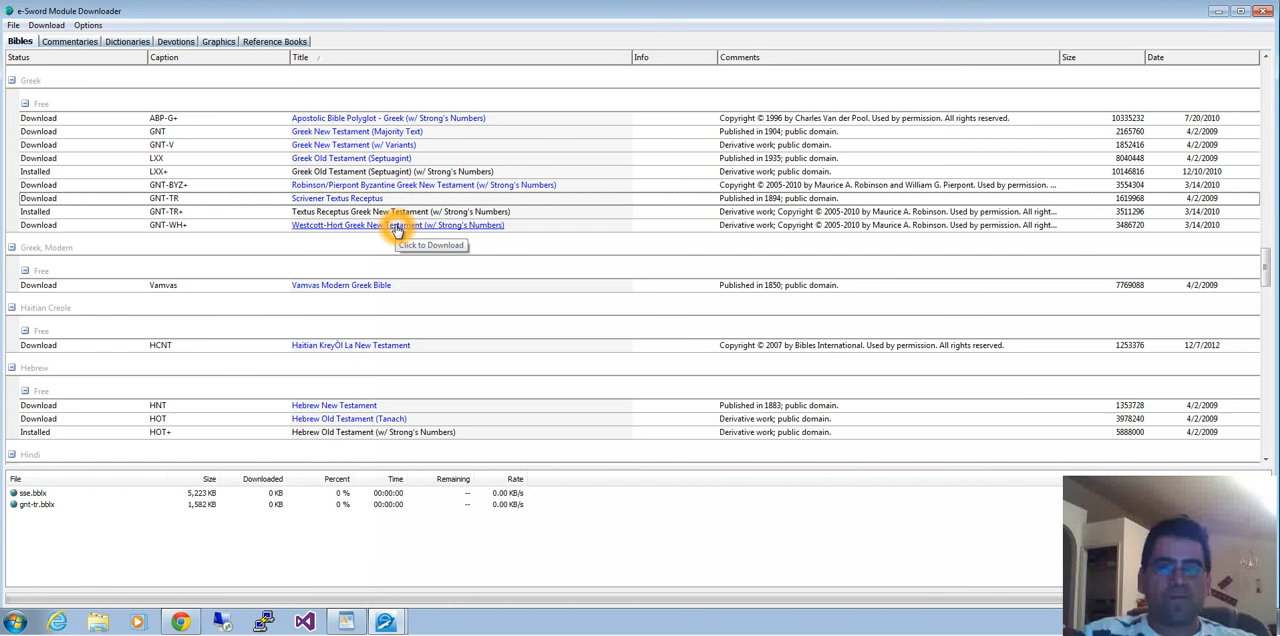 e-Sword Module Downloader
File Download Options
Bibles Commentaries Dictionaries Devotions Graphics Reference Books
Status Caption Title Info Comments Size Date
Greek
Free
Download ABP-G+ Apostolic Bible Polyglot - Greek (w/ Strong's Numbers) Copyright © 1996 by Charles Van der Pool. Used by permission. All rights reserved. 10335232 7/20/2010
Download GNT Greek New Testament (Majority Text) Published in 1904; public domain. 2165760 4/2/2009
Download GNT-V Greek New Testament (w/ Variants) Derivative work; public domain. 1852416 4/2/2009
Download LXX Greek Old Testament (Septuagint) Published in 1935; public domain. 8040448 4/2/2009
Installed LXX+ Greek Old Testament (Septuagint) (w/ Strong's Numbers) Derivative work; public domain. 10146816 12/10/2010
Download GNT-BYZ+ Robinson/Pierpont Byzantine Greek New Testament (w/ Strong's Numbers) Copyright © 2005-2010 by Maurice A. Robinson and William G. Pierpont. ... 3554304 3/14/2010
Download GNT-TR Scrivener Textus Receptus Published in 1894; public domain. 1619968 4/2/2009
Installed GNT-TR+ Textus Receptus Greek New Testament (w/ Strong's Numbers) Derivative work; Copyright © 2005-2010 by Maurice A. Robinson. All right... 3511296 3/14/2010
Download GNT-WH+ Westcott-Hort Greek New Testament (w/ Strong's Numbers) Derivative work; Copyright © 2005-2010 by Maurice A. Robinson. All right... 3486720 3/14/2010
Click to Download
Greek, Modern
Free
Download Vamvas Vamvas Modern Greek Bible Published in 1850; public domain. 7769088 4/2/2009
Haitian Creole
Free
Download HCNT Haitian KreyÒl La New Testament Copyright © 2007 by Bibles International. Used by permission. All rights reserved. 1253376 12/7/2012
Hebrew
Free
Download HNT Hebrew New Testament Published in 1883; public domain. 1353728 4/2/2009
Download HOT Hebrew Old Testament (Tanach) Derivative work; public domain. 3978240 4/2/2009
Installed HOT+ Hebrew Old Testament (w/ Strong's Numbers) Derivative work; public domain. 5888000 4/2/2009
Hindi
File Size Downloaded Percent Time Remaining Rate
sse.bblx 5,223 KB 0 KB 0 % 00:00:00 -- 0.00 KB/s
gnt-tr.bblx 1,582 KB 0 KB 0 % 00:00:00 -- 0.00 KB/s